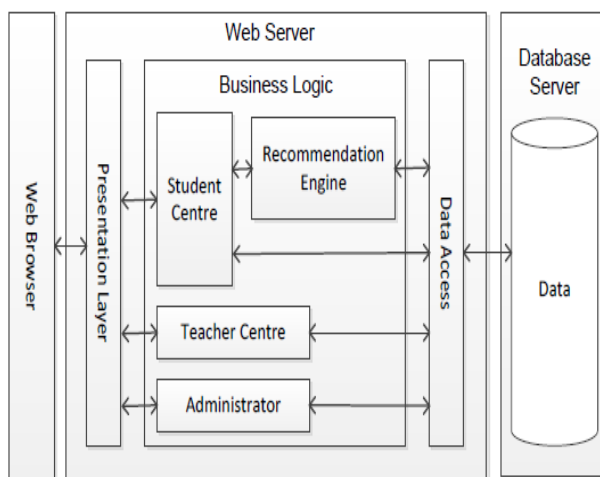 Web Server
Database
Server
Business Logic
Web Browser
Presentation Layer
Student
Centre
Recommendation
Engine
Data Access
Data
Teacher Centre
Administrator